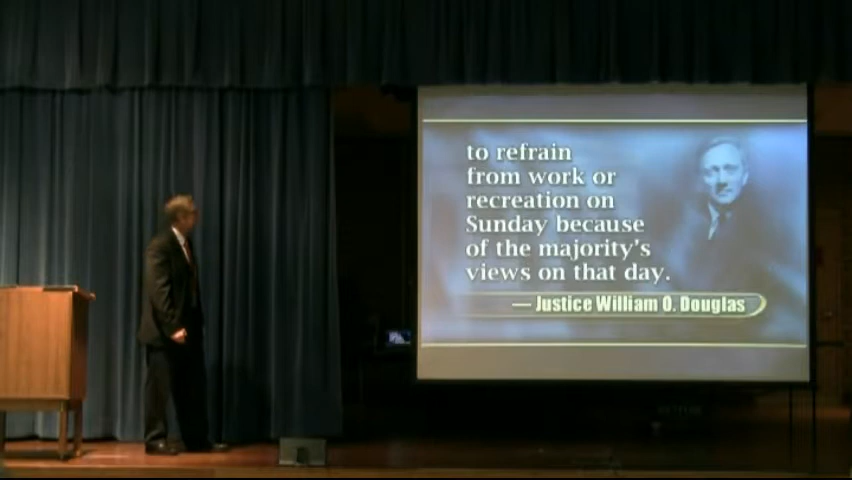 to refrain
from work or
recreation on
Sunday because
of the majority's
views on that day.
— Justice William O. Douglas